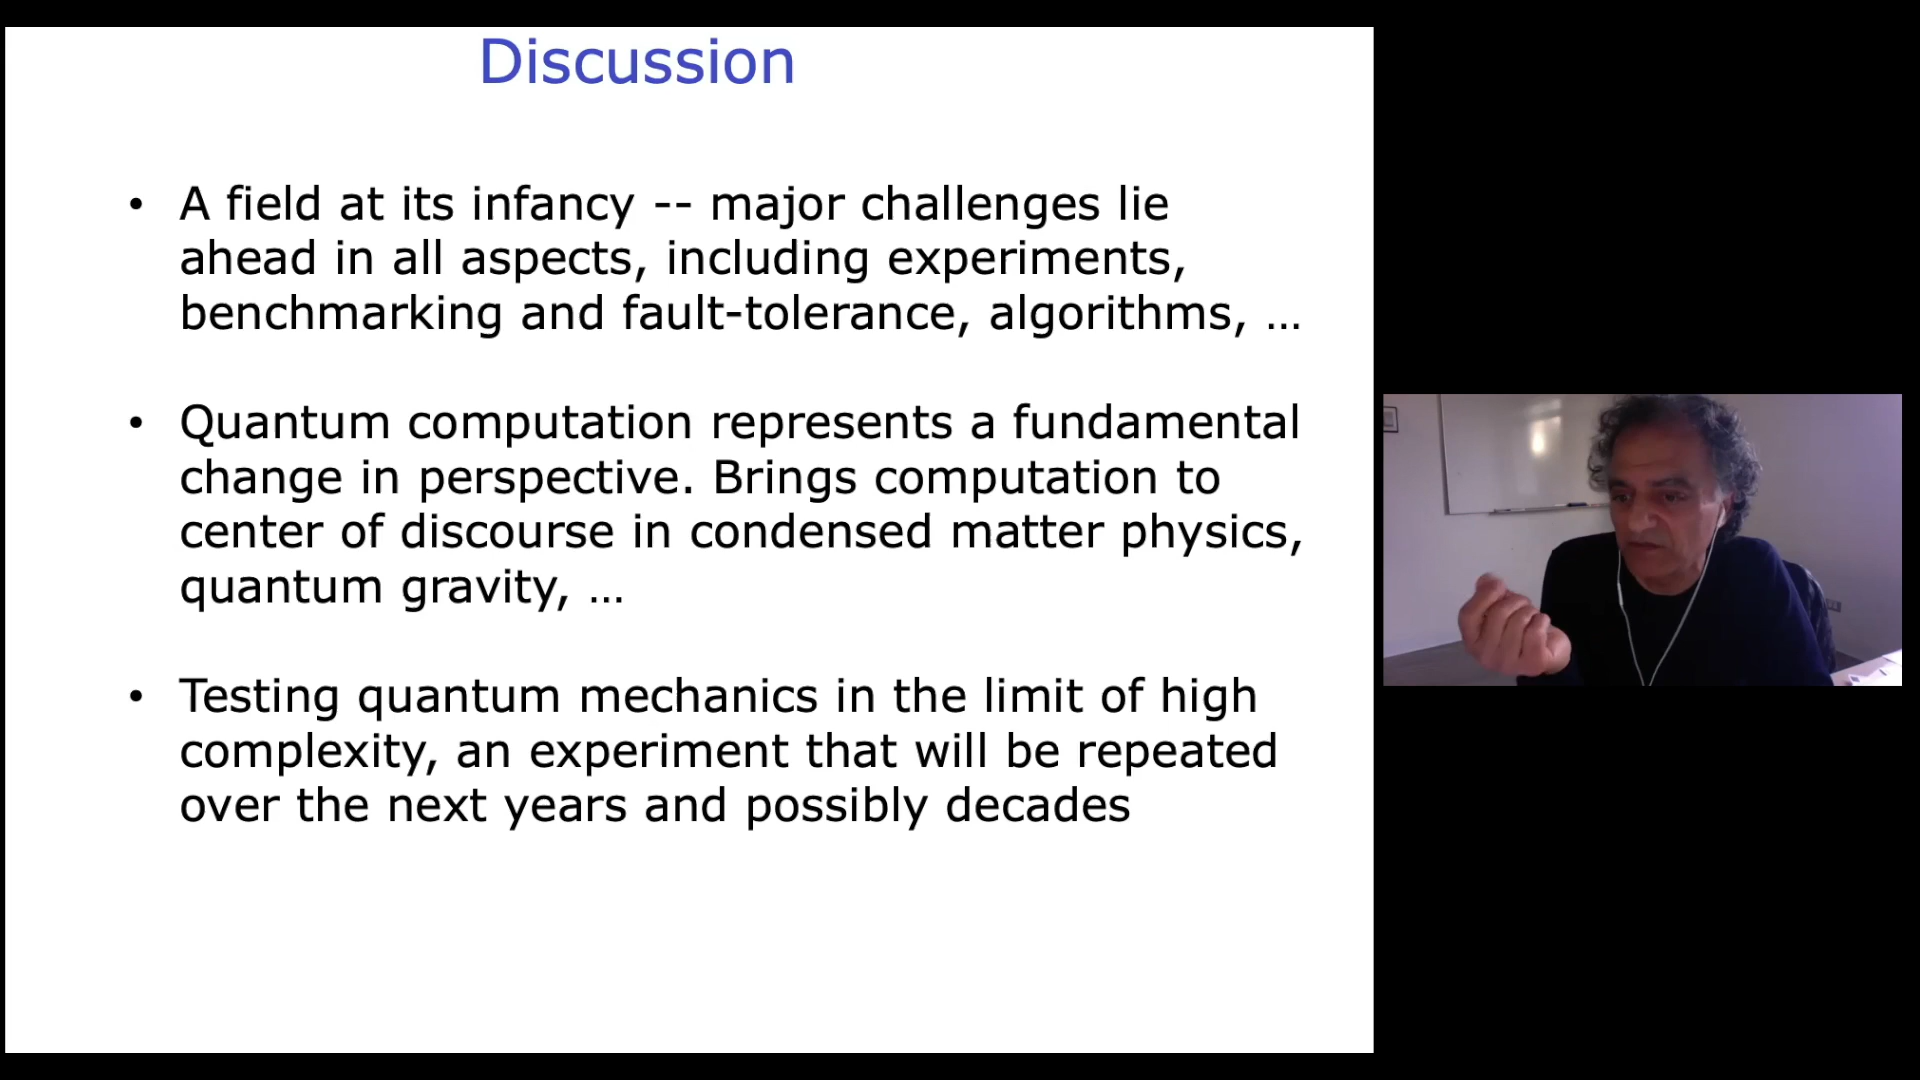 Discussion
• A field at its infancy -- major challenges lie
ahead in all aspects, including experiments,
benchmarking and fault-tolerance, algorithms, …
• Quantum computation represents a fundamental
change in perspective. Brings computation to
center of discourse in condensed matter physics,
quantum gravity, …
• Testing quantum mechanics in the limit of high
complexity, an experiment that will be repeated
over the next years and possibly decades